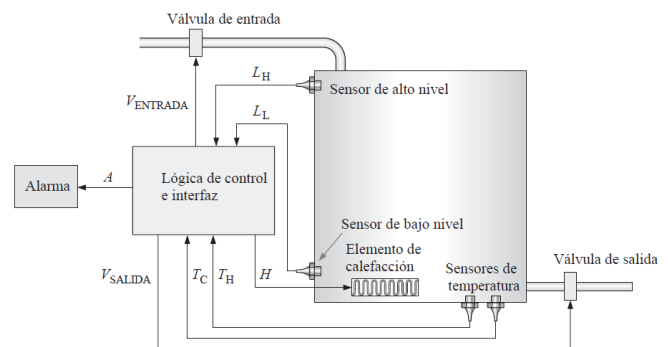 Válvula de entrada
L_H
Sensor de alto nivel
V_ENTRADA
L_L
Alarma
A
Lógica de control
e interfaz
Sensor de bajo nivel
Elemento de
calefacción
Válvula de salida
Sensores de
temperatura
V_SALIDA
T_C
T_H
H